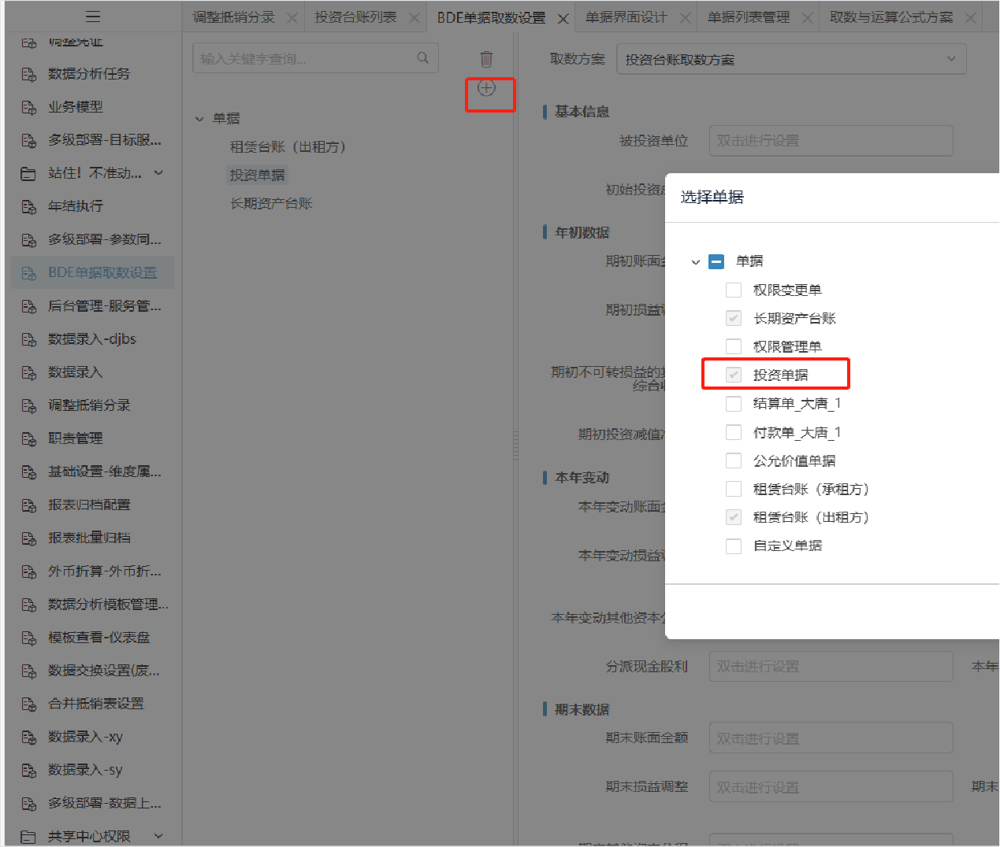 调整抵销分录
投资台账列表
BDE单据取数设置
单据界面设计
单据列表管理
取数与运算公式方案
调整凭证
数据分析任务
业务模型
多级部署-目标服...
站住！不准动...
年结执行
多级部署-参数同...
BDE单据取数设置
后台管理-服务管...
数据录入-djbs
数据录入
调整抵销分录
职责管理
基础设置-维度属...
报表归档配置
报表批量归档
外币折算-外币折...
数据分析模板管理...
模板查看-仪表盘
数据交换设置(废...
合并抵销表设置
数据录入-xy
数据录入-sy
多级部署-数据上...
共享中心权限
输入关键字查询...
单据
租赁台账（出租方）
投资单据
长期资产台账
取数方案
投资台账取数方案
基本信息
被投资单位
双击进行设置
初始投资
年初数据
期初账面
期初损益
期初不可转损益的
综合
期初投资减值
本年变动
本年变动账面
本年变动损益
本年变动其他资本
分派现金股利
双击进行设置
本年
期末数据
期末账面金额
双击进行设置
期末损益调整
双击进行设置
期末
选择单据
单据
权限变更单
长期资产台账
权限管理单
投资单据
结算单_大唐_1
付款单_大唐_1
公允价值单据
租赁台账（承租方）
租赁台账（出租方）
自定义单据